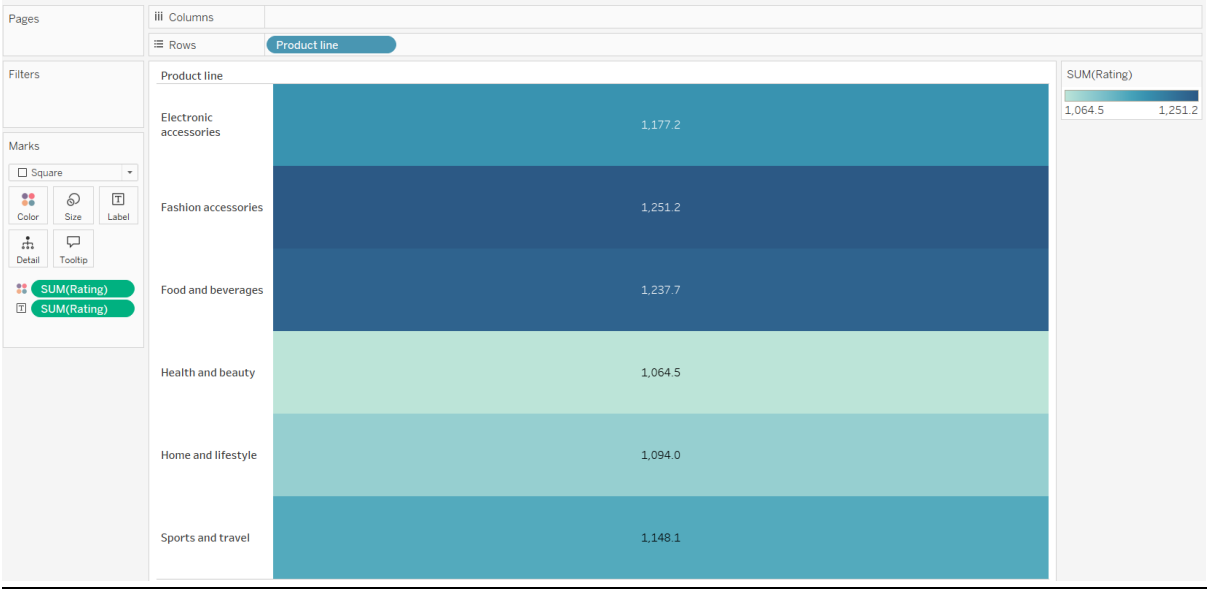 Pages
Columns
Rows
Product line
Filters
Marks
Square
Color
Size
Label
Detail
Tooltip
SUM(Rating)
SUM(Rating)
Product line
Electronic
accessories
1,177.2
Fashion accessories
1,251.2
Food and beverages
1,237.7
Health and beauty
1,064.5
Home and lifestyle
1,094.0
Sports and travel
1,148.1
SUM(Rating)
1,064.5
1,251.2